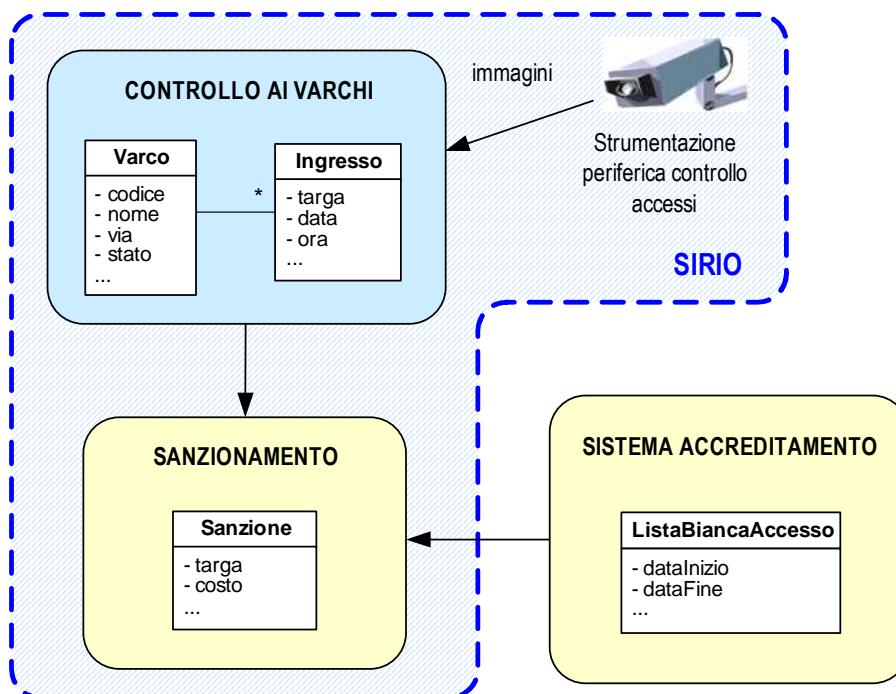 CONTROLLO AI VARCHI
Varco
- codice
- nome
- via
- stato
...
*
Ingresso
- targa
- data
- ora
...
immagini
Strumentazione
periferica controllo
accessi
SIRIO
SANZIONAMENTO
Sanzione
- targa
- costo
...
SISTEMA ACCREDITAMENTO
ListaBiancaAccesso
- dataInizio
- dataFine
...